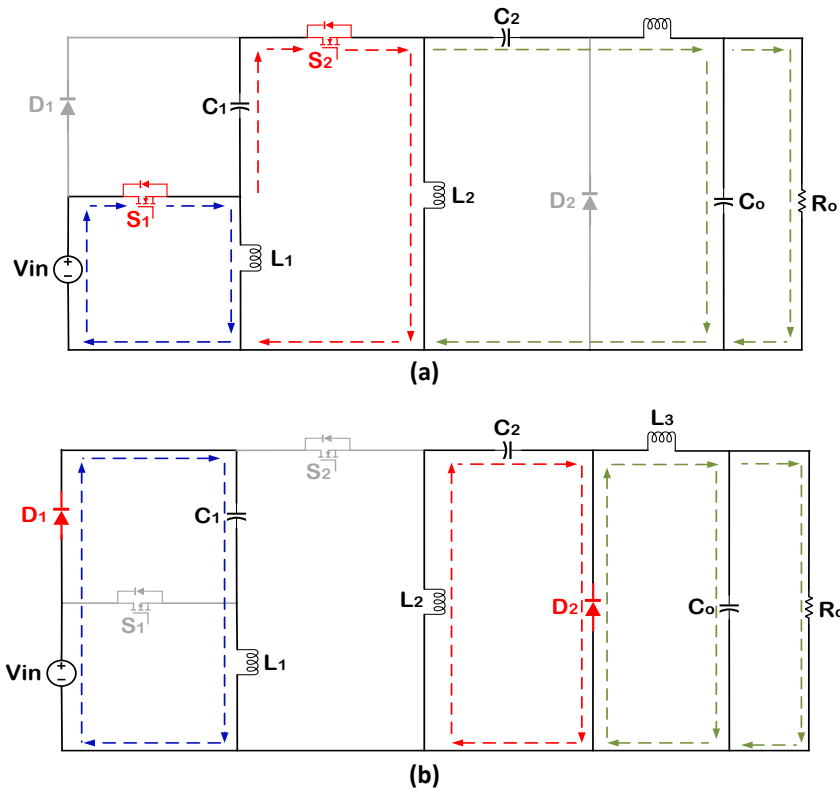 C2
S2
D1
C1
S1
L2
D2
Co
Ro
Vin
+
−
L1
(a)
L3
C2
S2
D1
C1
L2
D2
Co
Ro
S1
Vin
+
−
L1
(b)